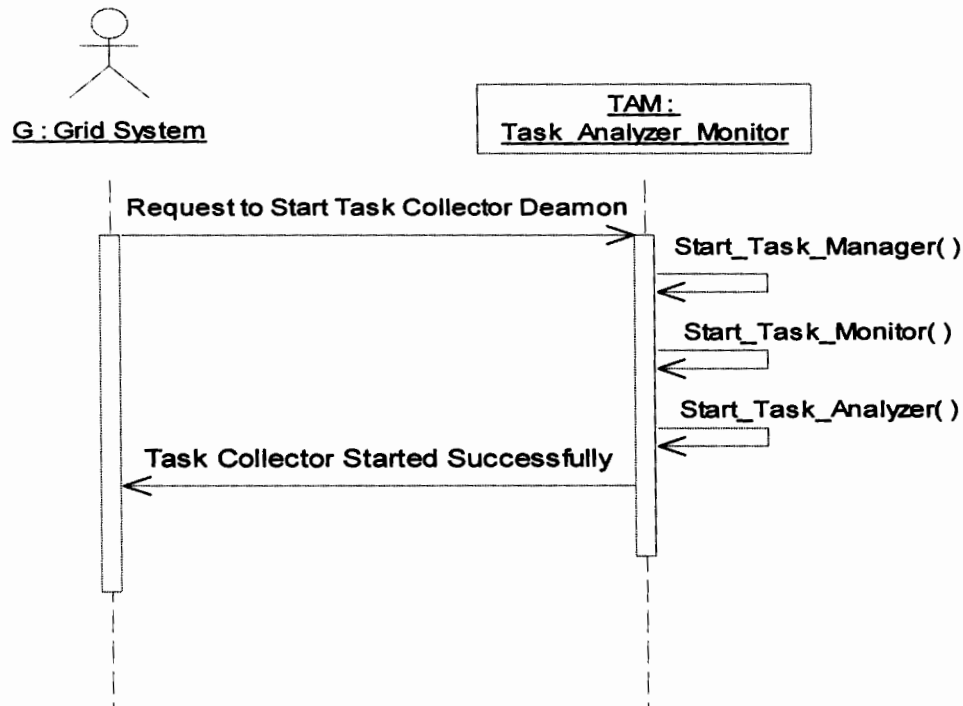 G : Grid System
TAM :
Task_Analyzer_Monitor
Request to Start Task Collector Deamon
Start_Task_Manager( )
Start_Task_Monitor( )
Start_Task_Analyzer( )
Task Collector Started Successfully